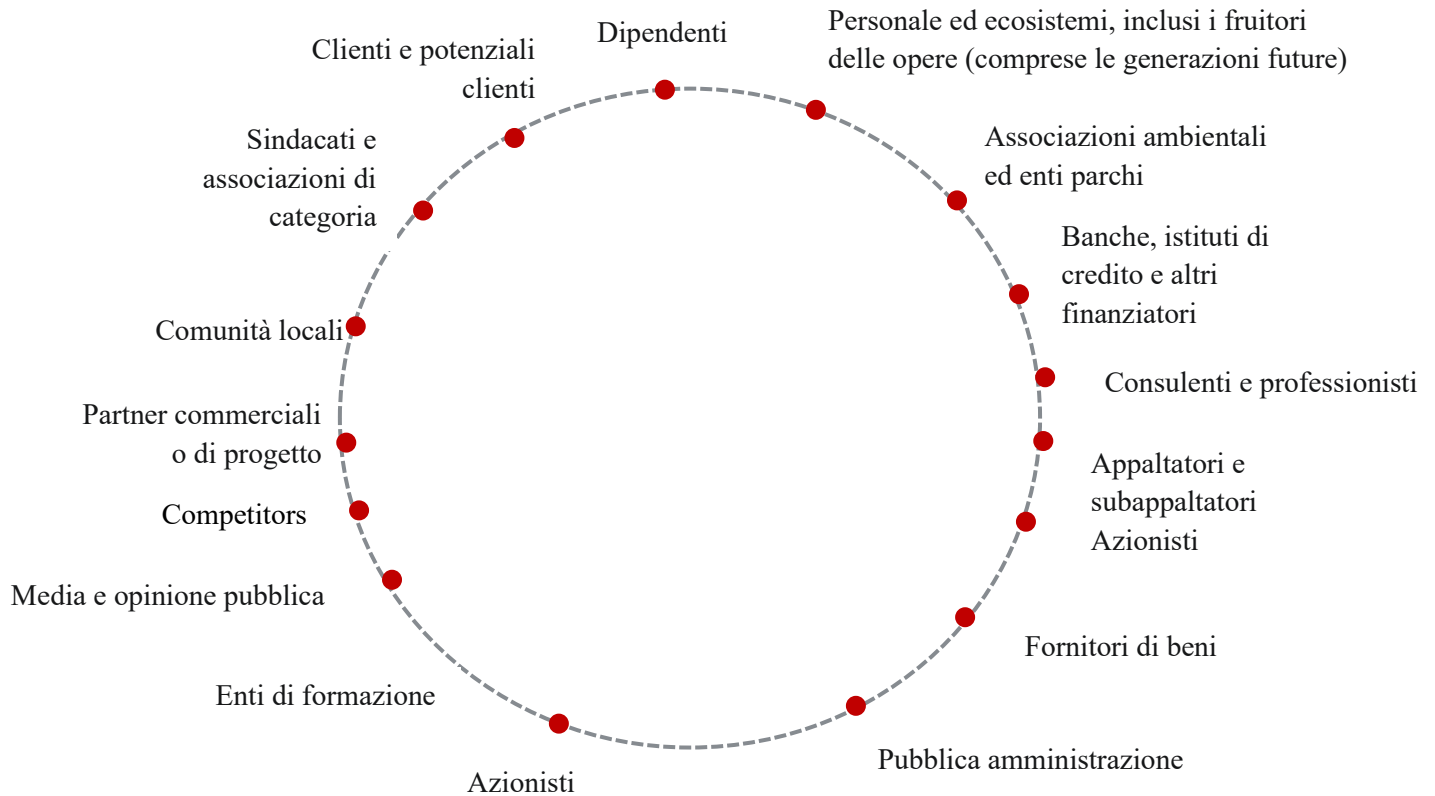 Dipendenti
Personale ed ecosistemi, inclusi i fruitori
delle opere (comprese le generazioni future)
Associazioni ambientali
ed enti parchi
Banche, istituti di
credito e altri
finanziatori
Consulenti e professionisti
Appaltatori e
subappaltatori
Azionisti
Fornitori di beni
Pubblica amministrazione
Azionisti
Enti di formazione
Media e opinione pubblica
Competitors
Partner commerciali
o di progetto
Comunità locali
Sindacati e
associazioni di
categoria
Clienti e potenziali
clienti